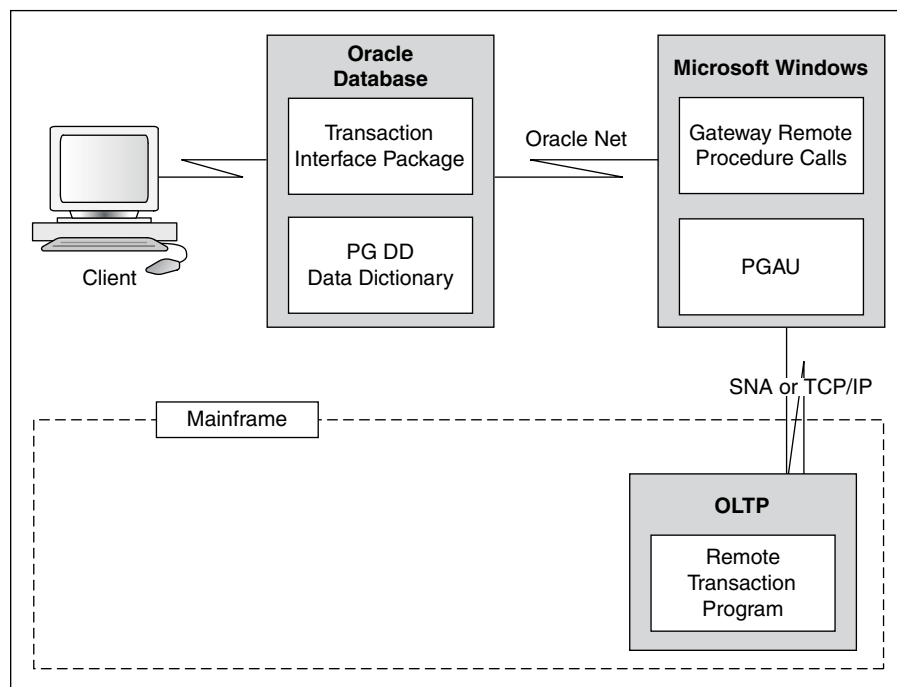 Oracle
Database
Transaction
Interface Package
PG DD
Data Dictionary
Client
Oracle Net
Microsoft Windows
Gateway Remote
Procedure Calls
PGAU
SNA or TCP/IP
Mainframe
OLTP
Remote
Transaction
Program